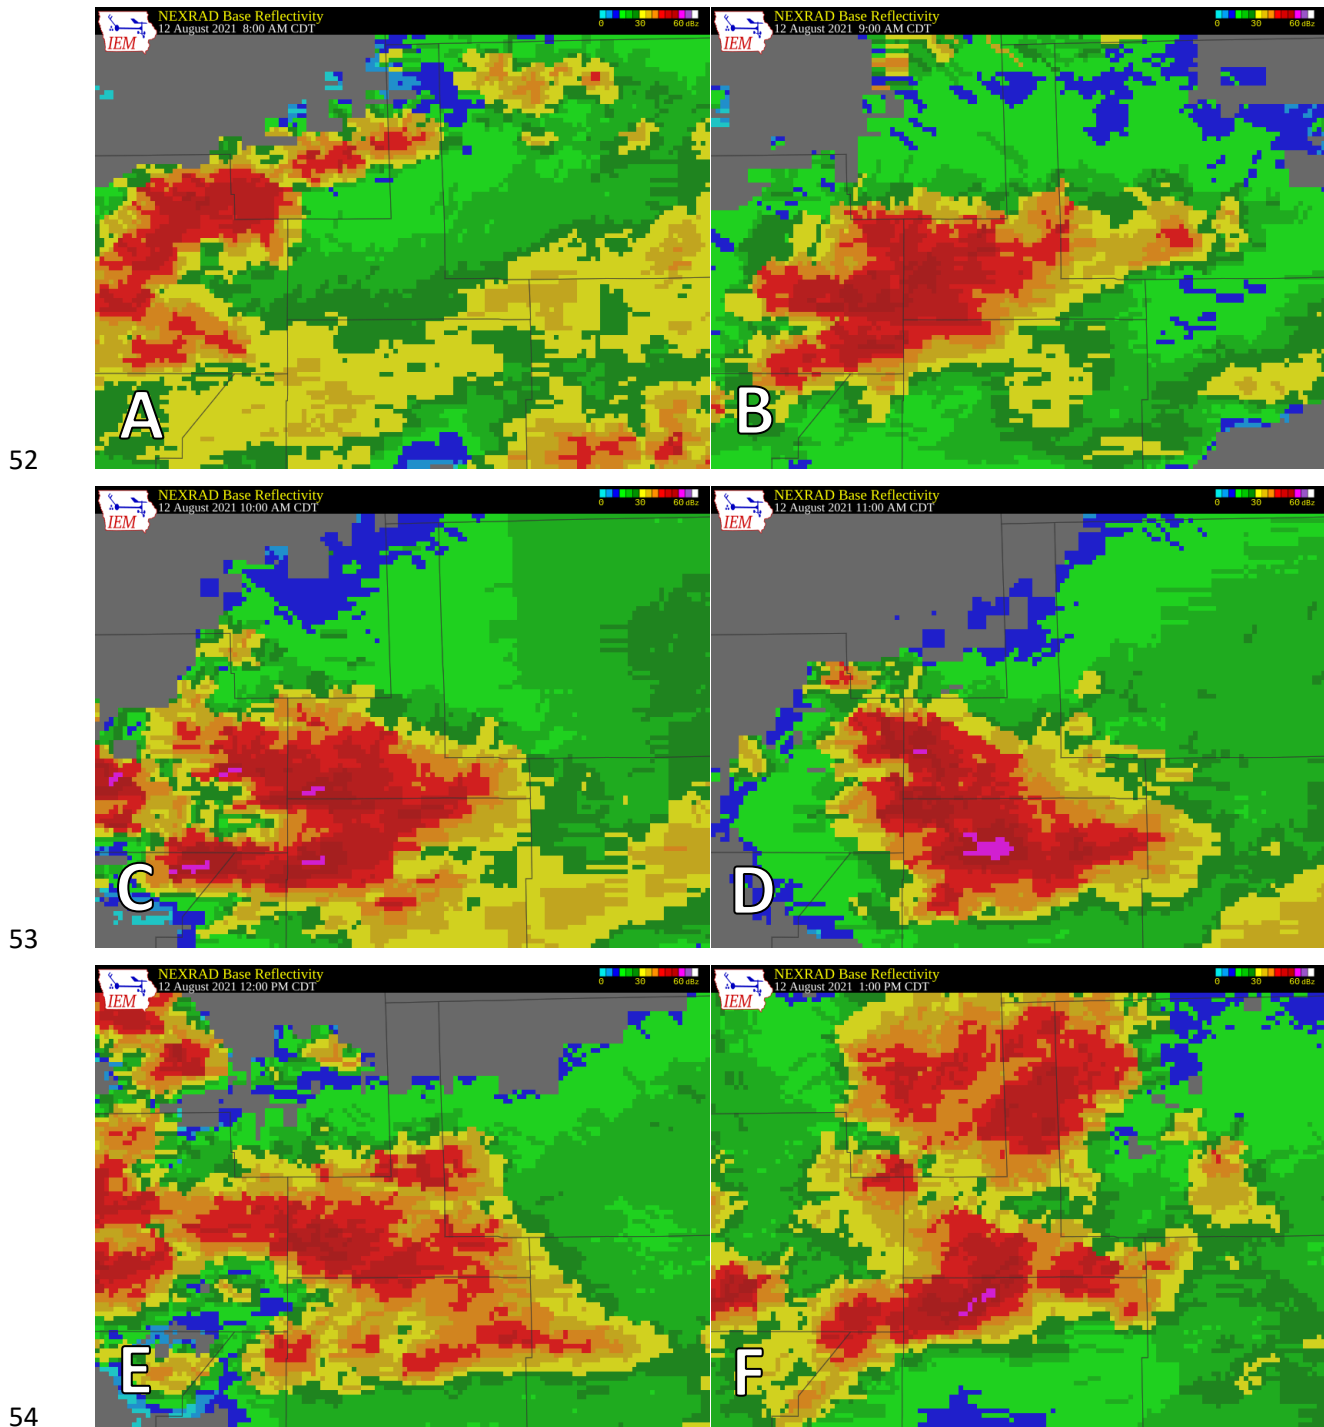 IEM
NEXRAD Base Reflectivity
12 August 2021 8:00 AM CDT
0 30 60 dBz
A
IEM
NEXRAD Base Reflectivity
12 August 2021 9:00 AM CDT
0 30 60 dBz
B
52
IEM
NEXRAD Base Reflectivity
12 August 2021 10:00 AM CDT
0 30 60 dBz
C
IEM
NEXRAD Base Reflectivity
12 August 2021 11:00 AM CDT
0 30 60 dBz
D
53
IEM
NEXRAD Base Reflectivity
12 August 2021 12:00 PM CDT
0 30 60 dBz
E
IEM
NEXRAD Base Reflectivity
12 August 2021 1:00 PM CDT
0 30 60 dBz
F
54